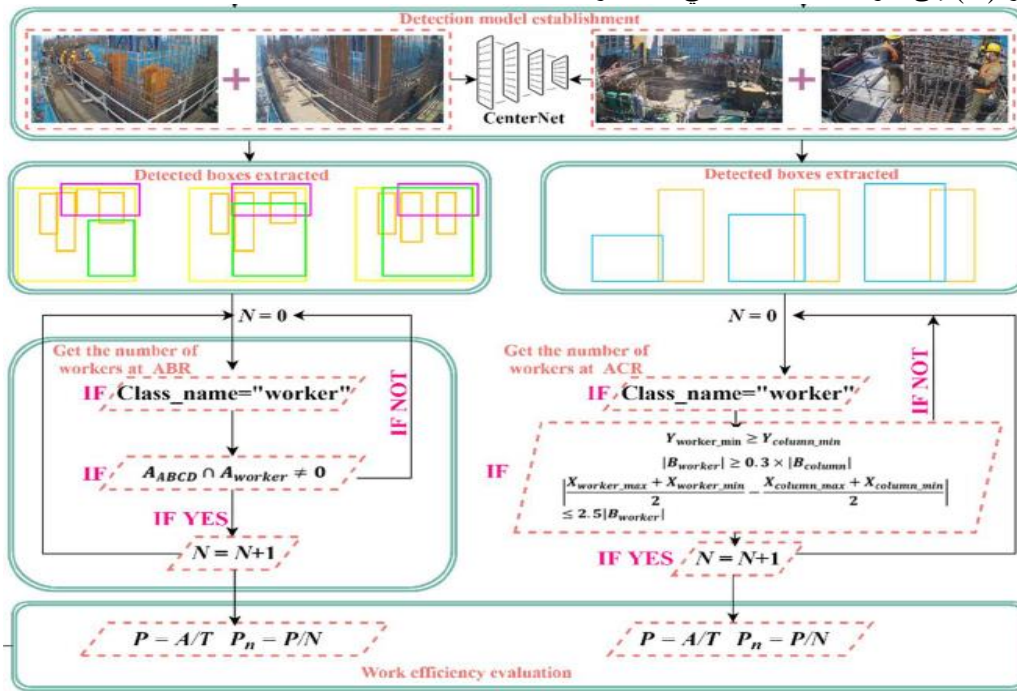 Detection model establishment
CenterNet
Detected boxes extracted
Detected boxes extracted
N = 0
Get the number of
workers at ABR
IF Class_name="worker"
IF NOT
IF A_ABCD ∩ A_worker ≠ 0
IF YES
N = N+1
P = A/T P_n = P/N
N = 0
Get the number of
workers at ACR
IF Class_name="worker"
IF NOT
IF
Y_worker_min ≥ Y_column_min
|B_worker| ≥ 0.3 × |B_column|
|(X_worker_max + X_worker_min)/2 − (X_column_max + X_column_min)/2|
≤ 2.5|B_worker|
IF YES
N = N+1
P = A/T P_n = P/N
Work efficiency evaluation